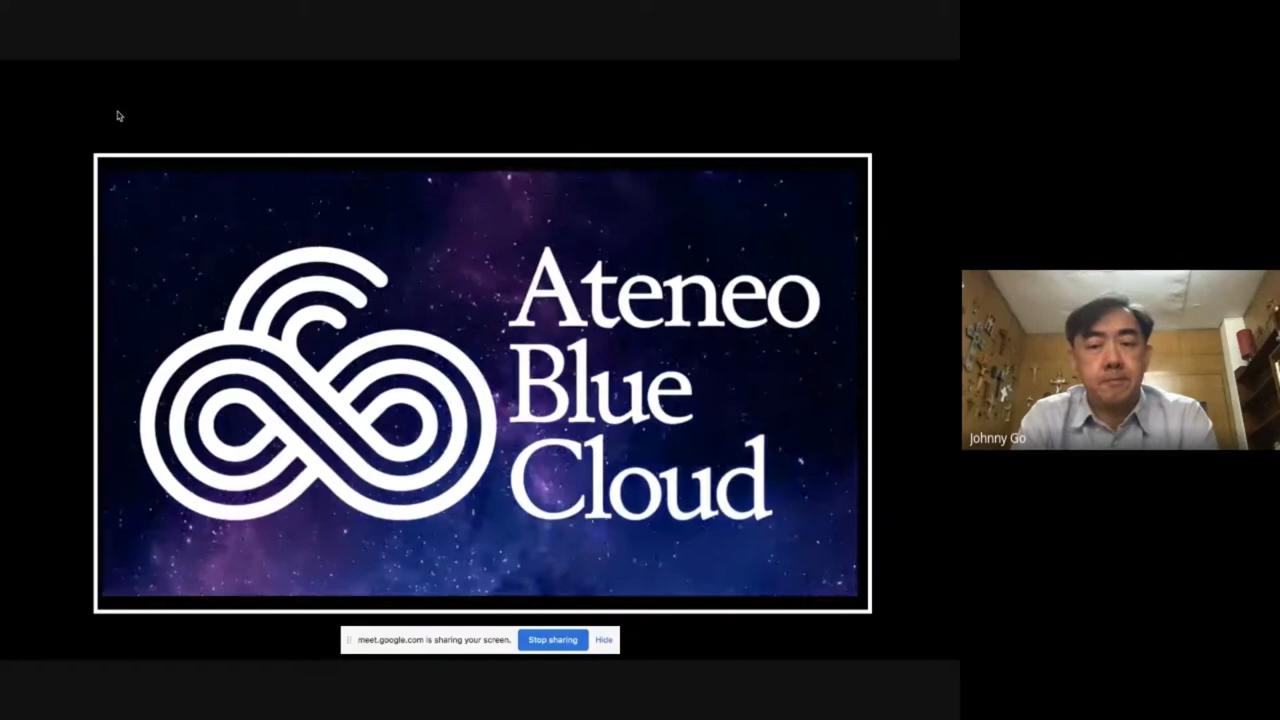 Ateneo
Blue
Cloud
Johnny Go
meet.google.com is sharing your screen. Stop sharing Hide